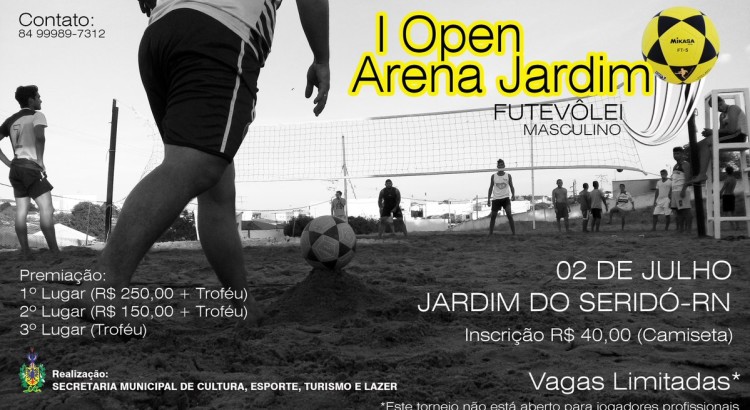 Contato:
84 99989-7312
I Open
Arena Jardim
MIKASA
FUTEVÔLEI
MASCULINO
Premiação:
1º Lugar (R$ 250,00 + Troféu)
2º Lugar (R$ 150,00 + Troféu)
3º Lugar (Troféu)
02 DE JULHO
JARDIM DO SERIDÓ-RN
Inscrição R$ 40,00 (Camiseta)
Realização:
SECRETARIA MUNICIPAL DE CULTURA, ESPORTE, TURISMO E LAZER
Vagas Limitadas*
*Este torneio não está aberto para jogadores profissionais